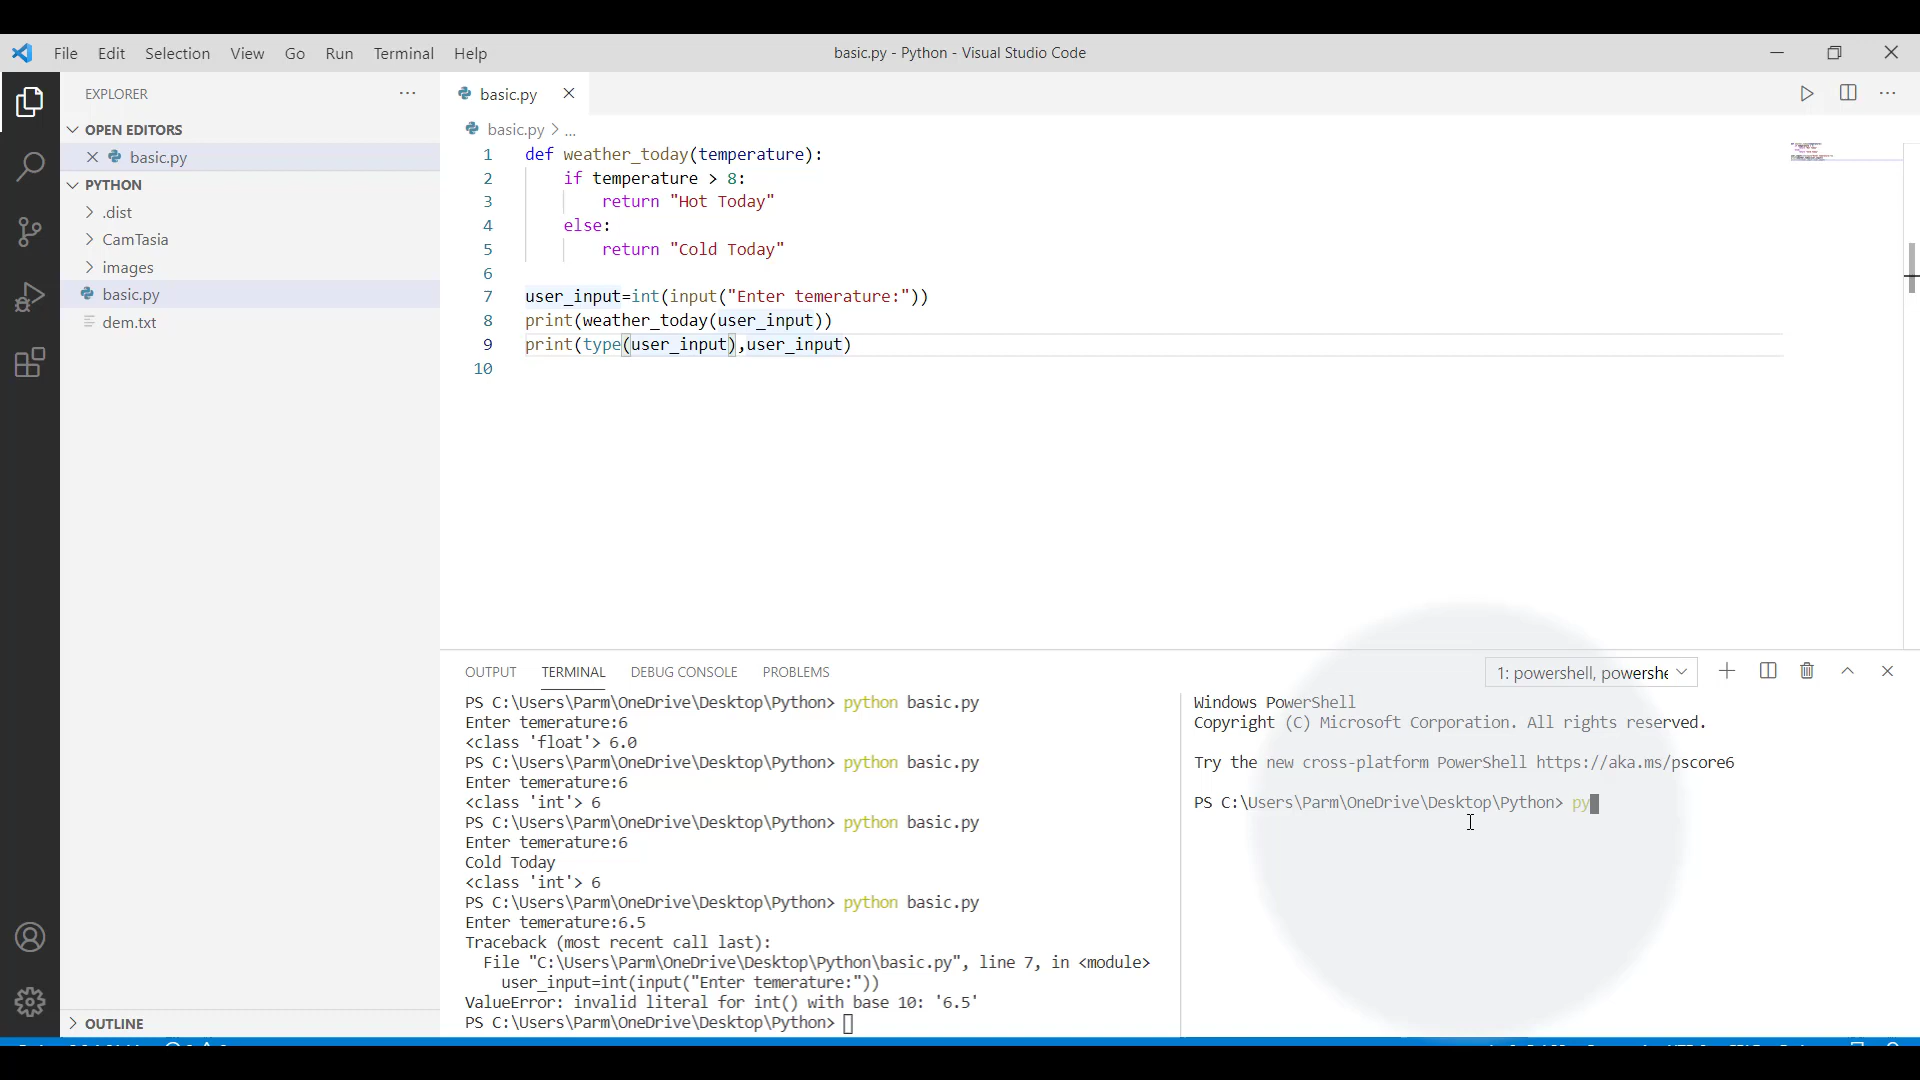 File Edit Selection View Go Run Terminal Help
basic.py - Python - Visual Studio Code
EXPLORER
OPEN EDITORS
basic.py
PYTHON
.dist
CamTasia
images
basic.py
dem.txt
OUTLINE
basic.py
basic.py > ...
1 def weather_today(temperature):
2 if temperature > 8:
3 return "Hot Today"
4 else:
5 return "Cold Today"
6
7 user_input=int(input("Enter temerature:"))
8 print(weather_today(user_input))
9 print(type(user_input),user_input)
10
OUTPUT TERMINAL DEBUG CONSOLE PROBLEMS
1: powershell, powershe
PS C:\Users\Parm\OneDrive\Desktop\Python> python basic.py
Enter temerature:6
<class 'float'> 6.0
PS C:\Users\Parm\OneDrive\Desktop\Python> python basic.py
Enter temerature:6
<class 'int'> 6
PS C:\Users\Parm\OneDrive\Desktop\Python> python basic.py
Enter temerature:6
Cold Today
<class 'int'> 6
PS C:\Users\Parm\OneDrive\Desktop\Python> python basic.py
Enter temerature:6.5
Traceback (most recent call last):
File "C:\Users\Parm\OneDrive\Desktop\Python\basic.py", line 7, in <module>
user_input=int(input("Enter temerature:"))
ValueError: invalid literal for int() with base 10: '6.5'
PS C:\Users\Parm\OneDrive\Desktop\Python>
Windows PowerShell
Copyright (C) Microsoft Corporation. All rights reserved.
Try the new cross-platform PowerShell https://aka.ms/pscore6
PS C:\Users\Parm\OneDrive\Desktop\Python> py